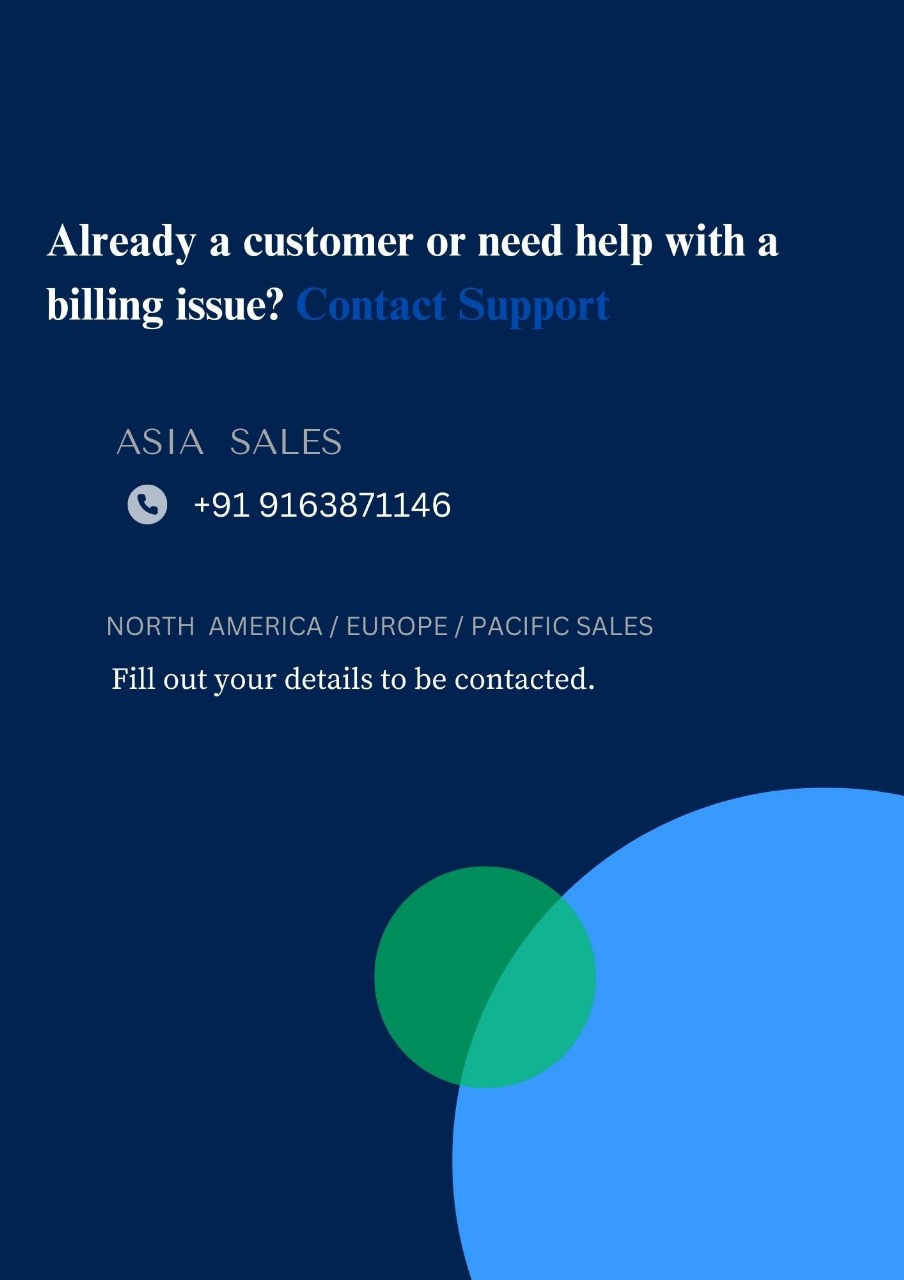 Already a customer or need help with a
billing issue? Contact Support
ASIA SALES
+91 9163871146
NORTH AMERICA / EUROPE / PACIFIC SALES
Fill out your details to be contacted.